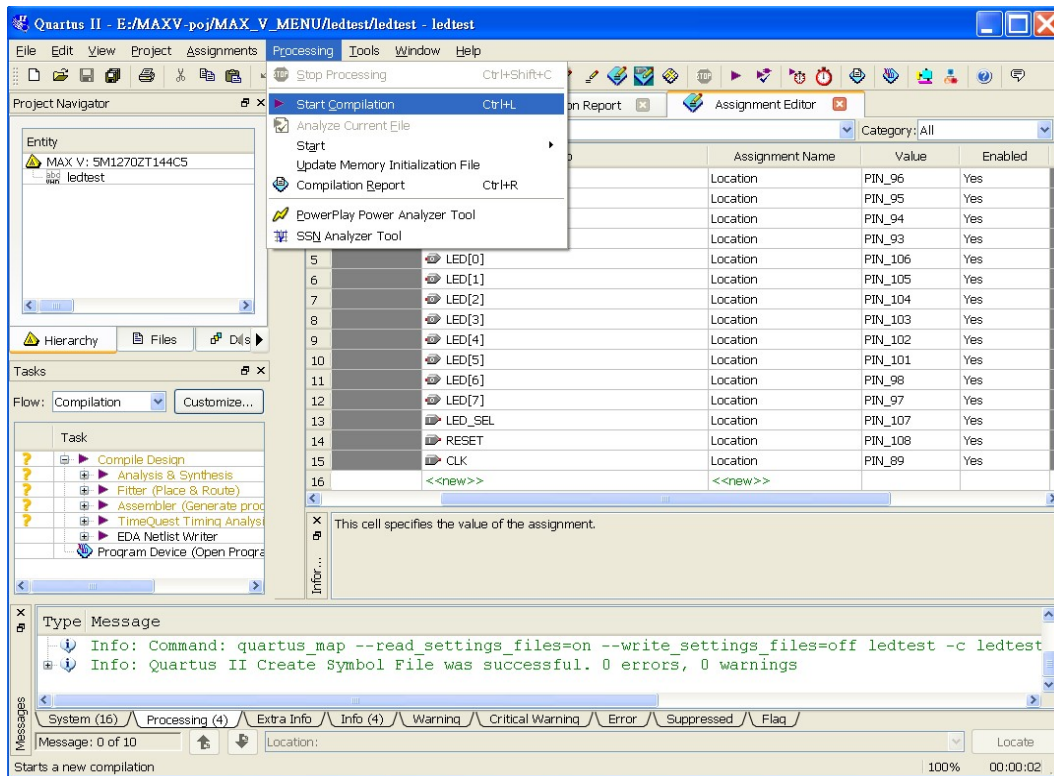 Quartus II - E:/MAXV-poj/MAX_V_MENU/ledtest/ledtest - ledtest
File Edit View Project Assignments Processing Tools Window Help
Stop Processing Ctrl+Shift+C
Start Compilation Ctrl+L
Analyze Current File
Start
Update Memory Initialization File
Compilation Report Ctrl+R
PowerPlay Power Analyzer Tool
SSN Analyzer Tool
Project Navigator
Entity
MAX V: 5M1270ZT144C5
ledtest
Hierarchy Files
on Report Assignment Editor
Category: All
Assignment Name Value Enabled
Location PIN_96 Yes
Location PIN_95 Yes
Location PIN_94 Yes
Location PIN_93 Yes
5 LED[0] Location PIN_106 Yes
6 LED[1] Location PIN_105 Yes
7 LED[2] Location PIN_104 Yes
8 LED[3] Location PIN_103 Yes
9 LED[4] Location PIN_102 Yes
10 LED[5] Location PIN_101 Yes
11 LED[6] Location PIN_98 Yes
12 LED[7] Location PIN_97 Yes
13 LED_SEL Location PIN_107 Yes
14 RESET Location PIN_108 Yes
15 CLK Location PIN_89 Yes
16 <<new>> <<new>>
This cell specifies the value of the assignment.
Infor...
Tasks
Flow: Compilation Customize...
Task
Compile Design
Analysis & Synthesis
Fitter (Place & Route)
Assembler (Generate prog
TimeQuest Timing Analysi
EDA Netlist Writer
Program Device (Open Progra
Type Message
Info: Command: quartus_map --read_settings_files=on --write_settings_files=off ledtest -c ledtest
Info: Quartus II Create Symbol File was successful. 0 errors, 0 warnings
System (16) Processing (4) Extra Info Info (4) Warning Critical Warning Error Suppressed Flag
Messages
Message: 0 of 10 Location: Locate
Starts a new compilation 100% 00:00:02